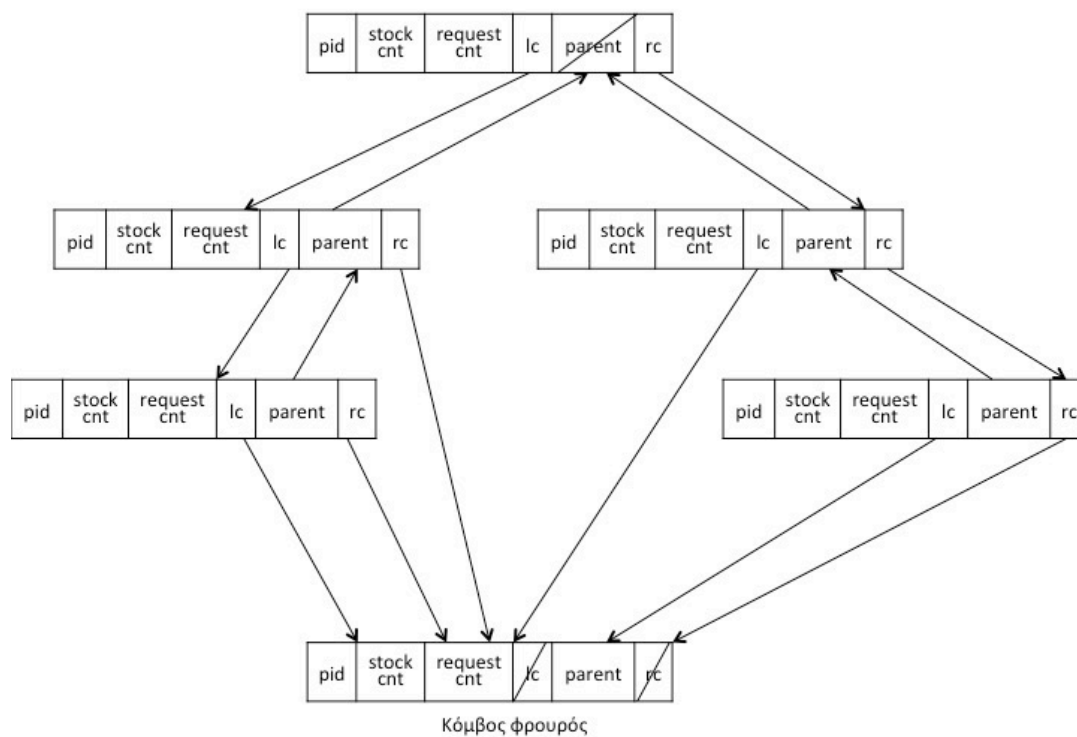 pid stock cnt request cnt lc parent rc
pid stock cnt request cnt lc parent rc
pid stock cnt request cnt lc parent rc
pid stock cnt request cnt lc parent rc
pid stock cnt request cnt lc parent rc
pid stock cnt request cnt lc parent rc
Κόμβος φρουρός